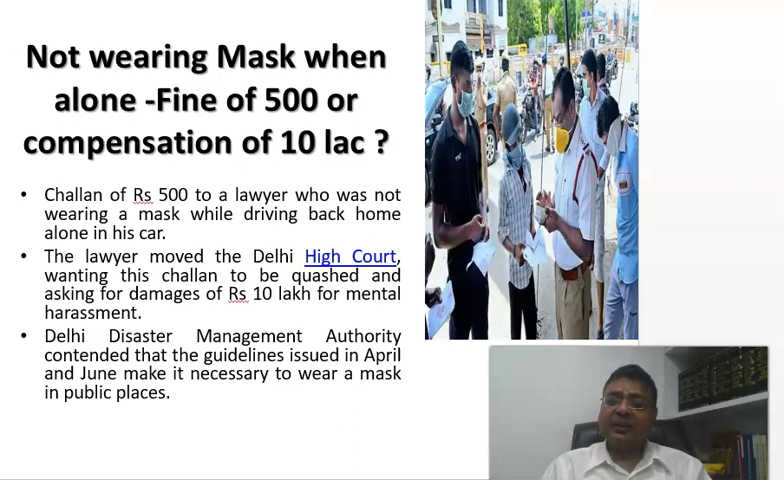 Not wearing Mask when
alone -Fine of 500 or
compensation of 10 lac ?
• Challan of Rs 500 to a lawyer who was not
wearing a mask while driving back home
alone in his car.
• The lawyer moved the Delhi High Court,
wanting this challan to be quashed and
asking for damages of Rs 10 lakh for mental
harassment.
• Delhi Disaster Management Authority
contended that the guidelines issued in April
and June make it necessary to wear a mask
in public places.